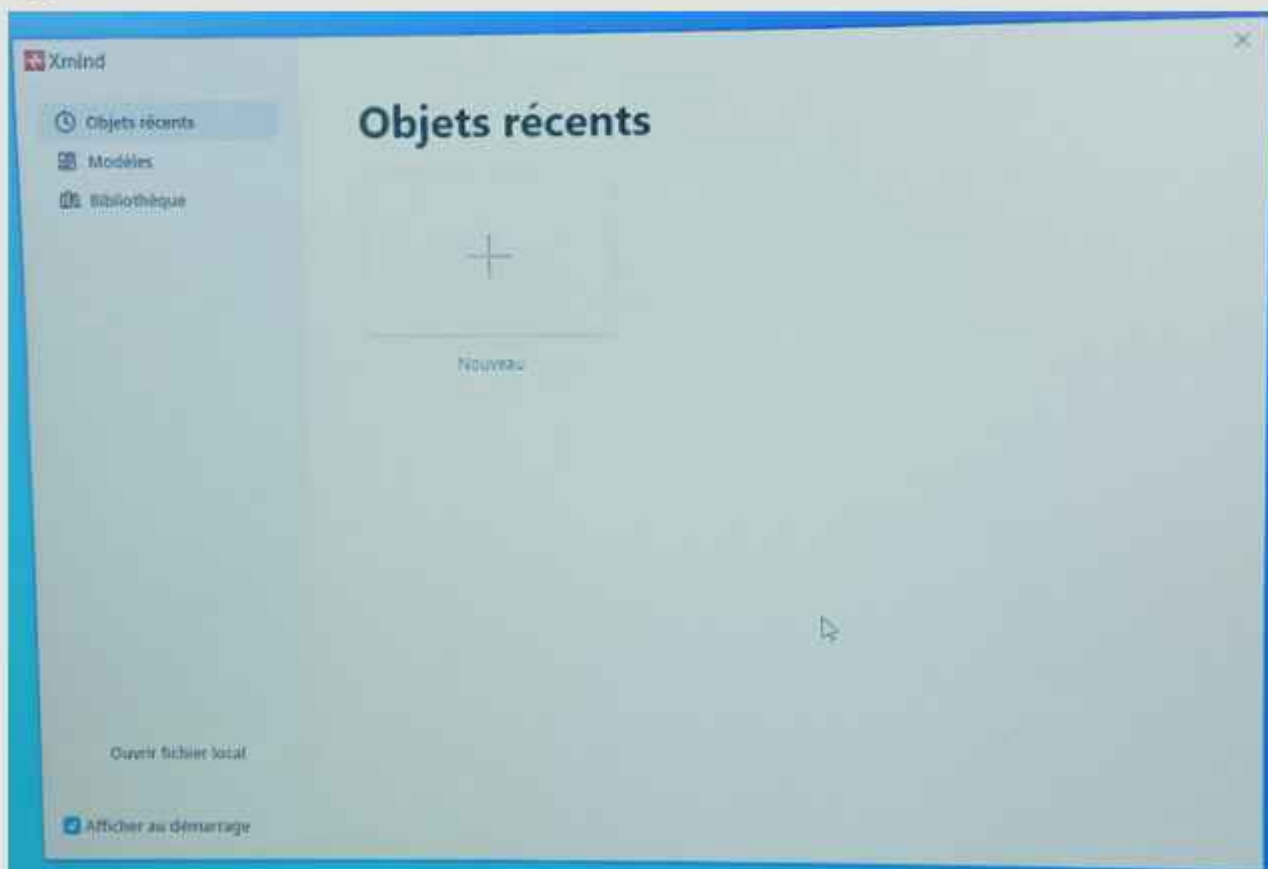 Xmind
Objets récents
Modèles
Bibliothèque
Objets récents
Nouveau
Ouvrir fichier local
Afficher au démarrage